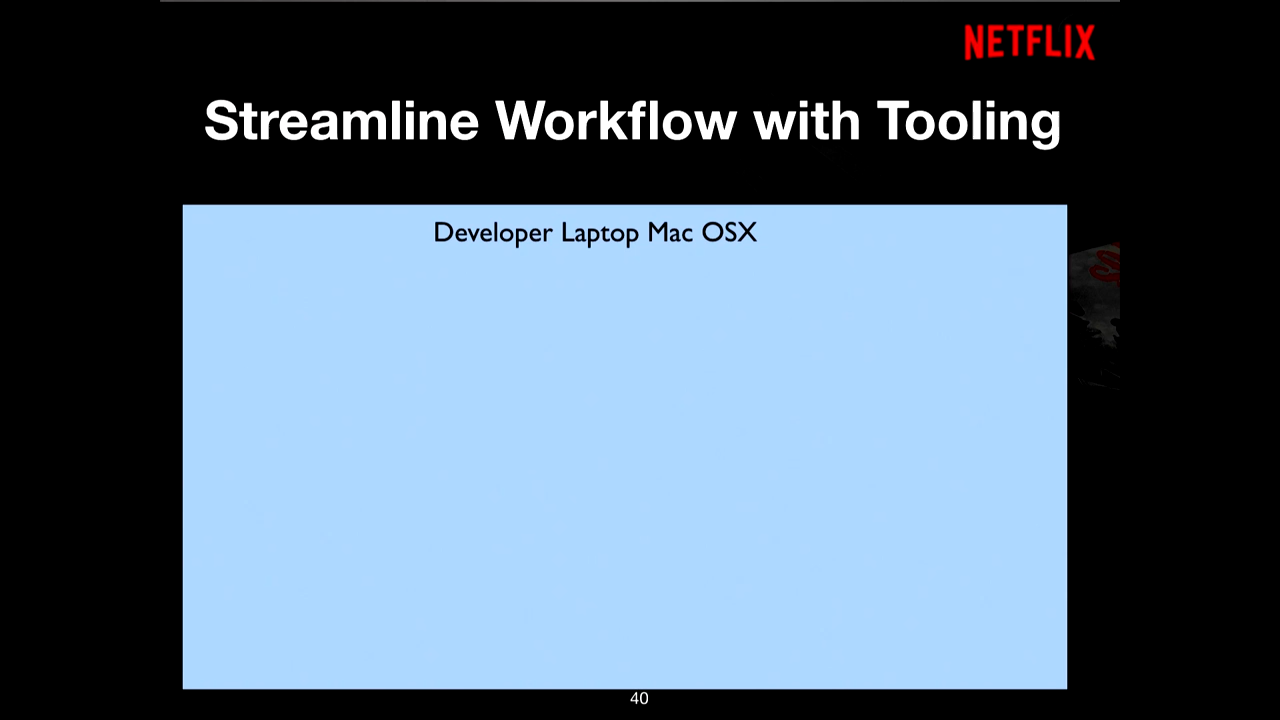 NETFLIX
Streamline Workflow with Tooling
Developer Laptop Mac OSX
40